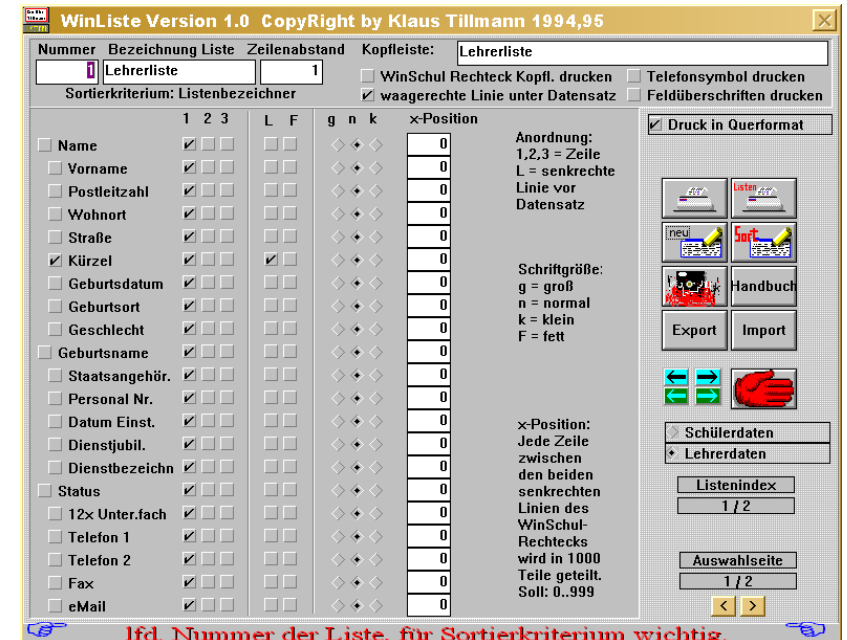 WinListe Version 1.0 CopyRight by Klaus Tillmann 1994,95
Nummer Bezeichnung Liste Zeilenabstand Kopfleiste: Lehrerliste
1 Lehrerliste 1
WinSchul Rechteck Kopfl. drucken Telefonsymbol drucken
Sortierkriterium: Listenbezeichner waagerechte Linie unter Datensatz Feldüberschriften drucken
1 2 3 L F g n k x-Position
Druck in Querformat
Name 0
Vorname 0
Postleitzahl 0
Wohnort 0
Straße 0
Kürzel 0
Geburtsdatum 0
Geburtsort 0
Geschlecht 0
Geburtsname 0
Staatsangehör. 0
Personal Nr. 0
Datum Einst. 0
Dienstjubil. 0
Dienstbezeichn 0
Status 0
12x Unter.fach 0
Telefon 1 0
Telefon 2 0
Fax 0
eMail 0
Anordnung:
1,2,3 = Zeile
L = senkrechte
Linie vor
Datensatz
Schriftgröße:
g = groß
n = normal
k = klein
F = fett
x-Position:
Jede Zeile
zwischen
den beiden
senkrechten
Linien des
WinSchul-
Rechtecks
wird in 1000
Teile geteilt.
Soll: 0..999
Listen
neu Sort
Handbuch
Export Import
Schülerdaten
Lehrerdaten
Listenindex
1 / 2
Auswahlseite
1 / 2
< >
lfd. Nummer der Liste, für Sortierkriterium wichtig.